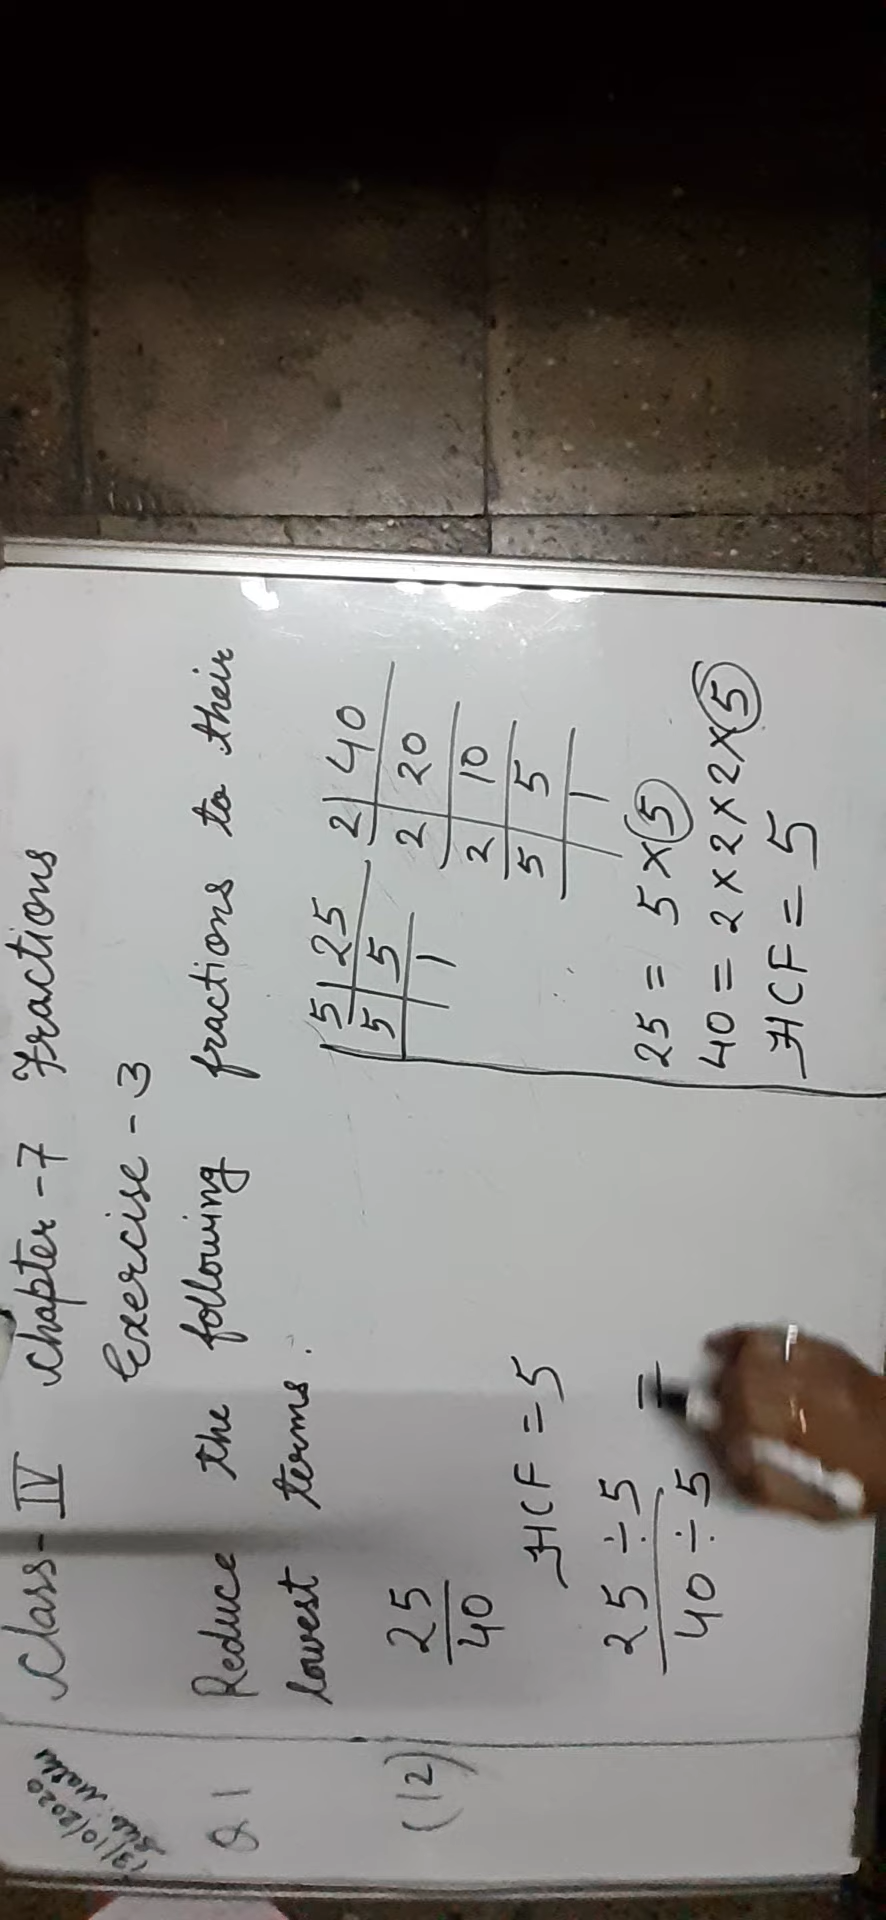 13/10/2020
Sub: Maths
Class- IV Chapter-7 Fractions
Exercise-3
Q1 Reduce the following fractions to their
lowest terms.
(12) 25/40
HCF = 5
25÷5/40÷5 =
5 25
5 5
1
2 40
2 20
2 10
5 5
1
25 = 5×5
40 = 2×2×2×5
HCF = 5